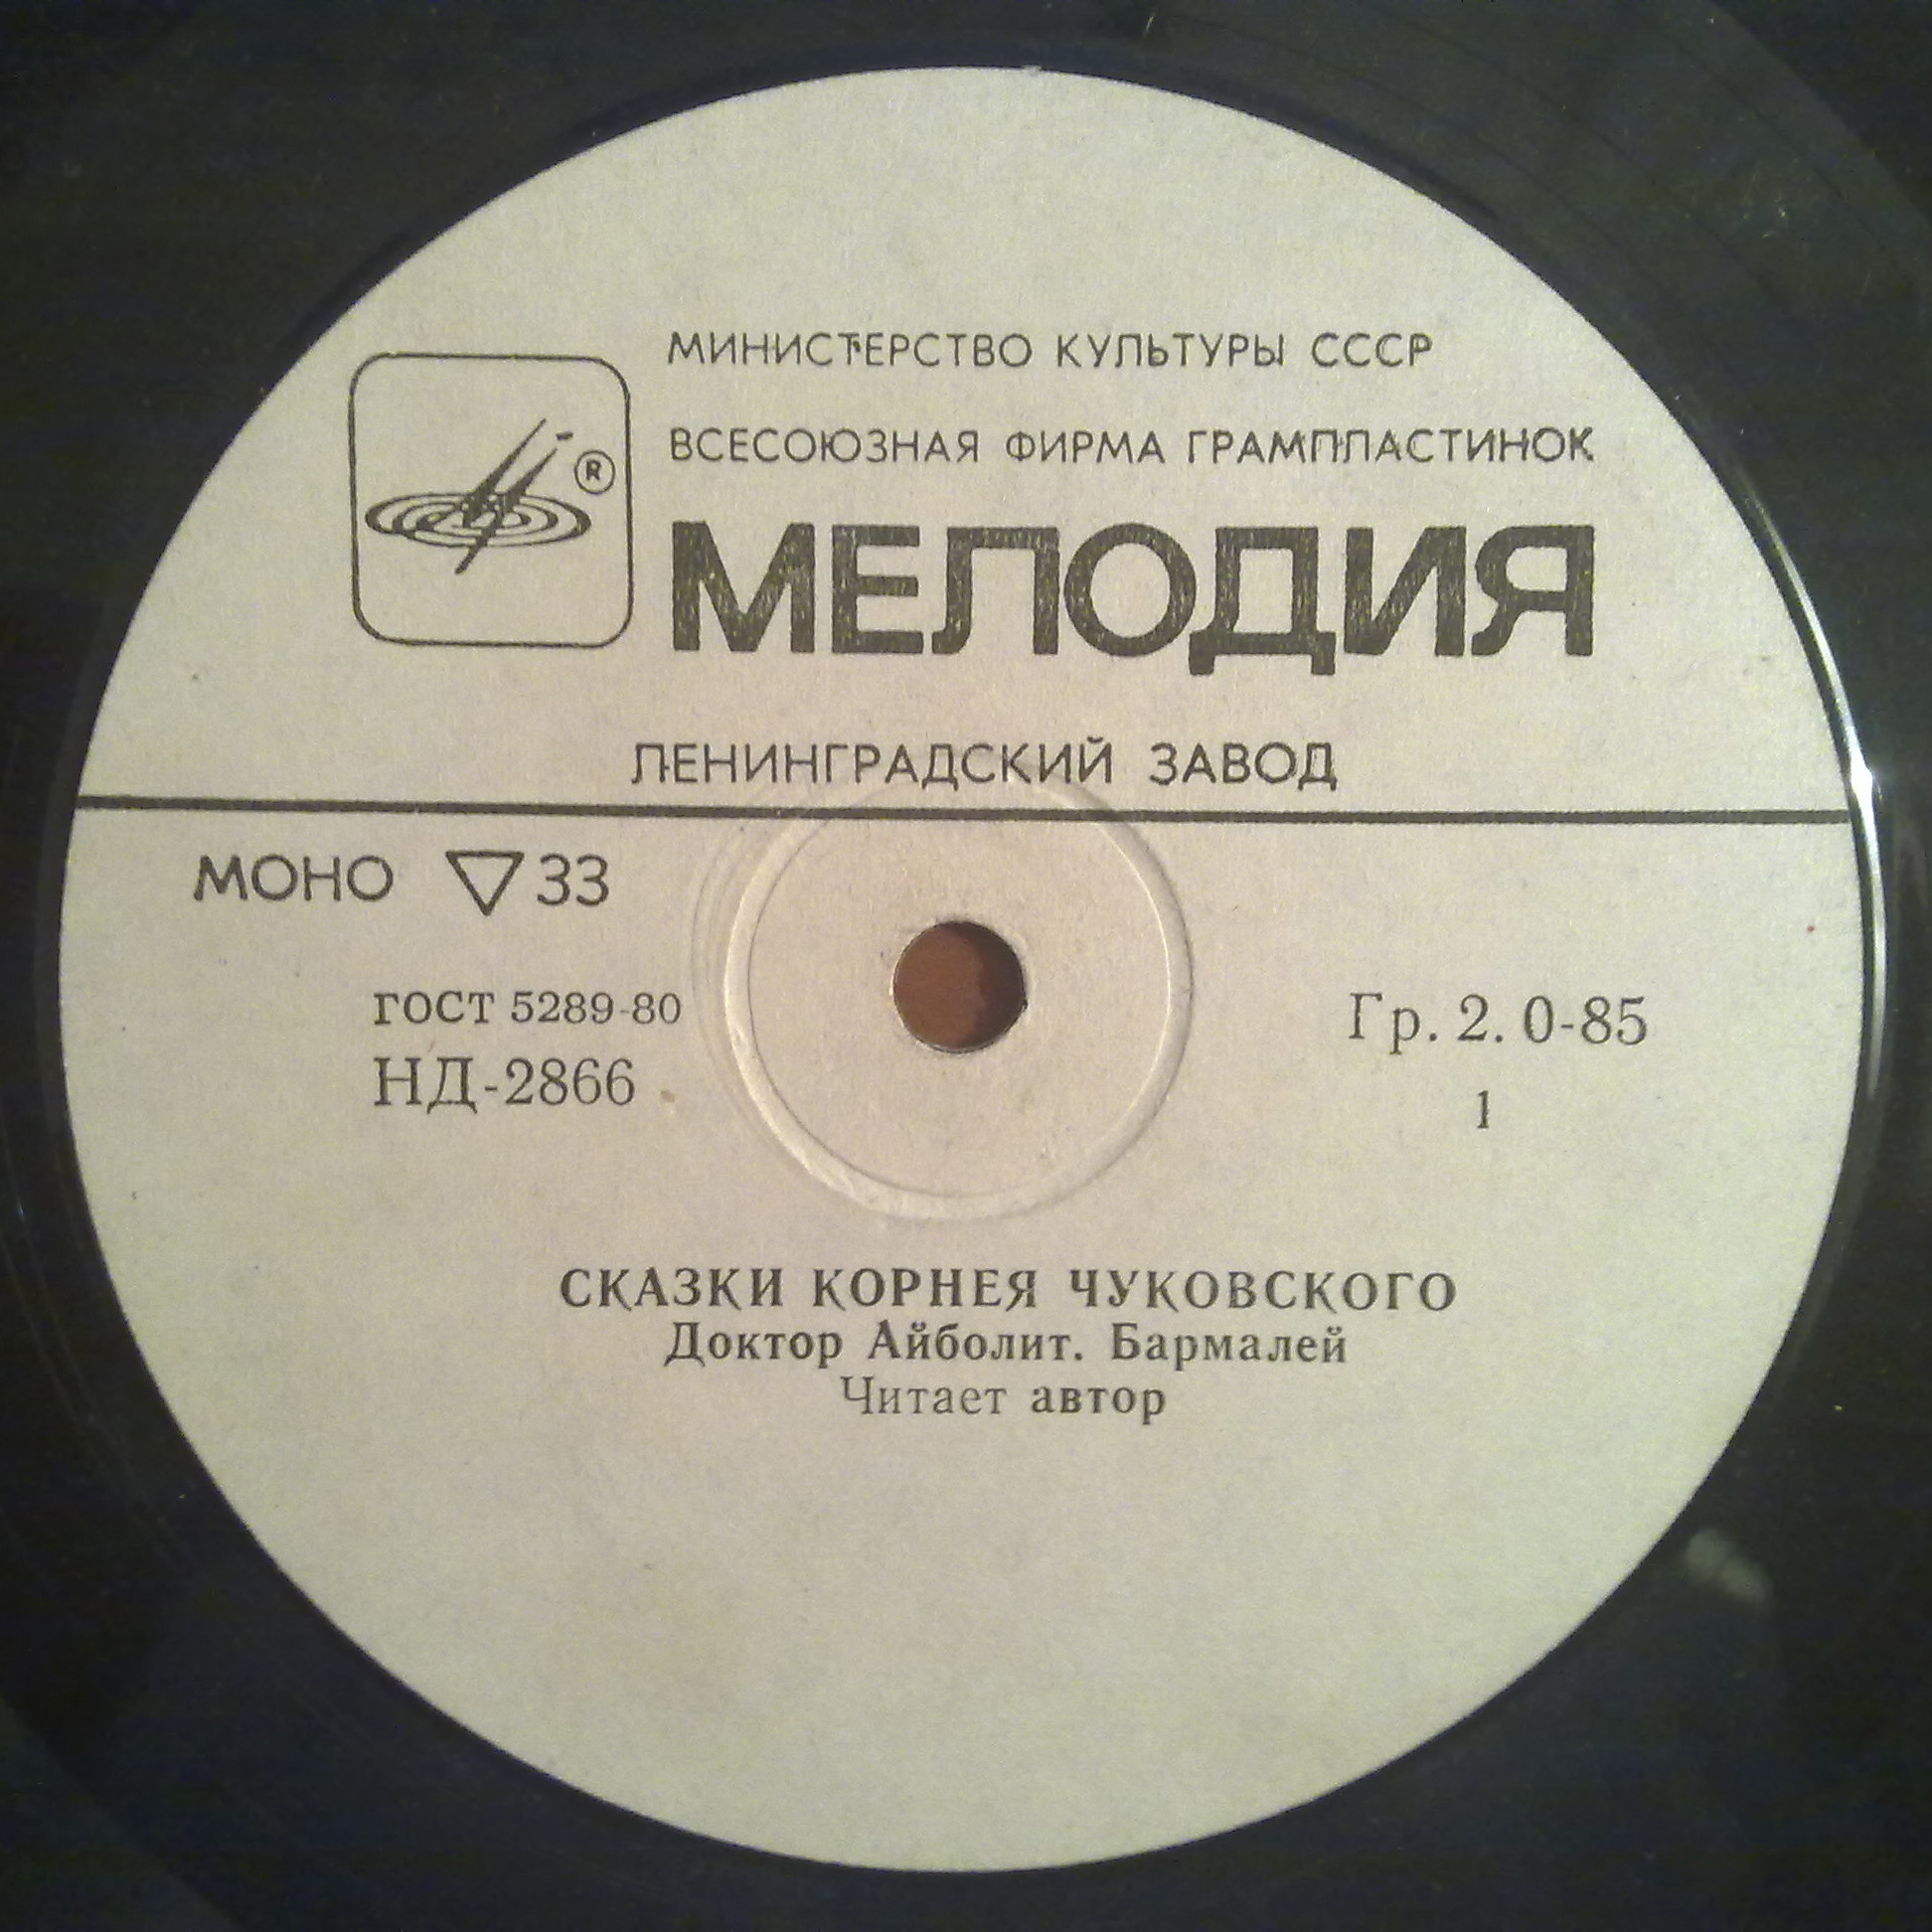 МИНИСТЕРСТВО КУЛЬТУРЫ СССР
ВСЕСОЮЗНАЯ ФИРМА ГРАМПЛАСТИНОК
®
МЕЛОДИЯ
ЛЕНИНГРАДСКИЙ ЗАВОД
МОНО ▽33
ГОСТ 5289-80
НД-2866
Гр. 2. 0-85
1
СКАЗКИ КОРНЕЯ ЧУКОВСКОГО
Доктор Айболит. Бармалей
Читает автор